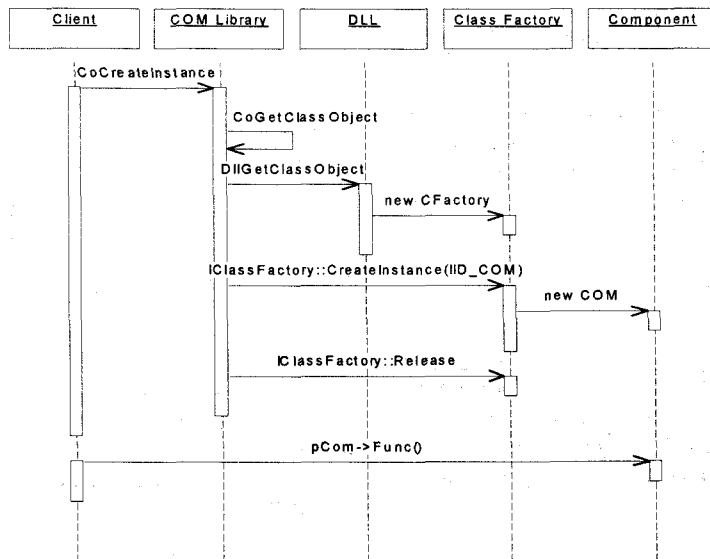 Client COM Library DLL Class Factory Component
CoCreateInstance
CoGetClassObject
DllGetClassObject
new CFactory
IClassFactory::CreateInstance(IID_COM)
new COM
IClassFactory::Release
pCom->Func()